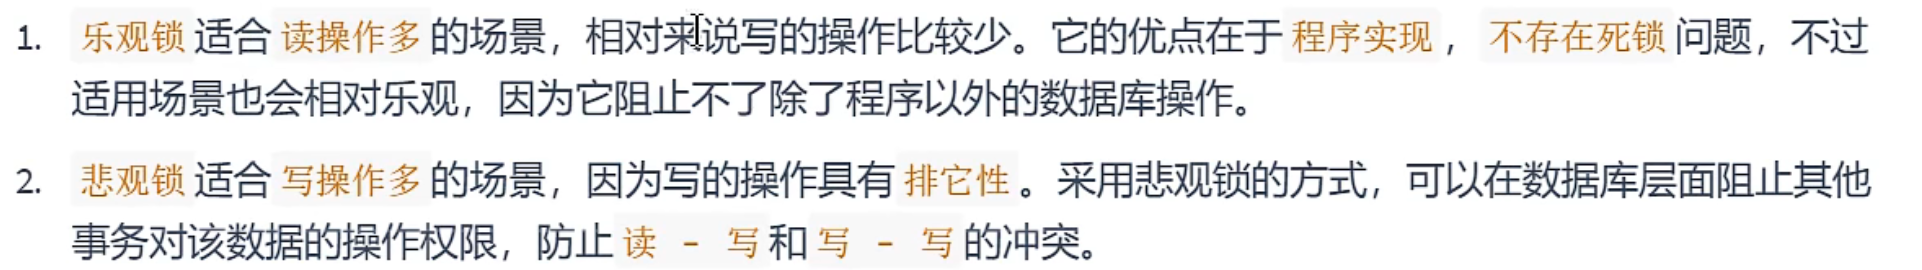 1. 乐观锁 适合 读操作多 的场景，相对来说写的操作比较少。它的优点在于 程序实现 ， 不存在死锁 问题，不过
适用场景也会相对乐观，因为它阻止不了除了程序以外的数据库操作。
2. 悲观锁 适合 写操作多 的场景，因为写的操作具有 排它性 。采用悲观锁的方式，可以在数据库层面阻止其他
事务对该数据的操作权限，防止 读 - 写 和 写 - 写 的冲突。